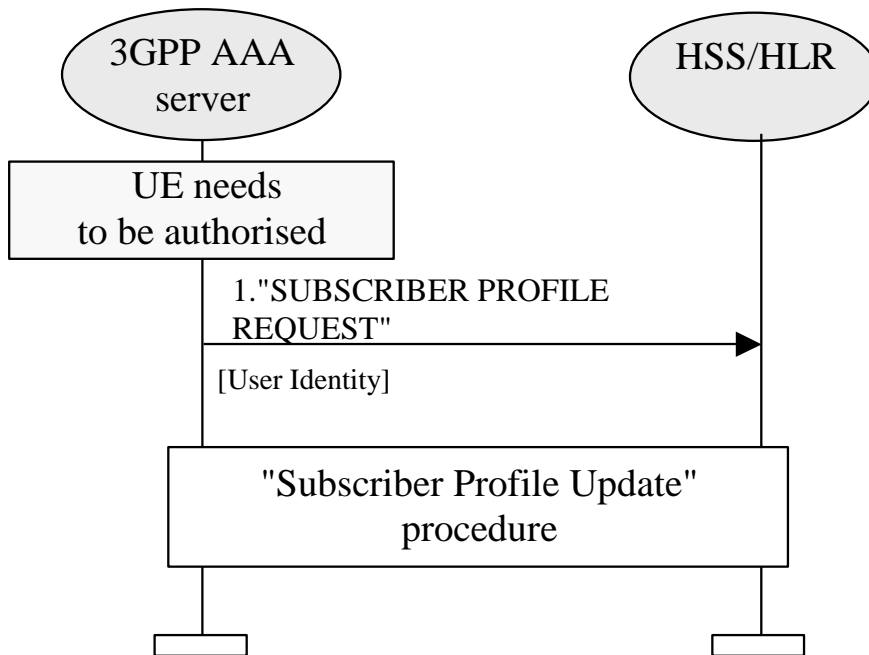 3GPP AAA
server
HSS/HLR
UE needs
to be authorised
1."SUBSCRIBER PROFILE
REQUEST"
[User Identity]
"Subscriber Profile Update"
procedure